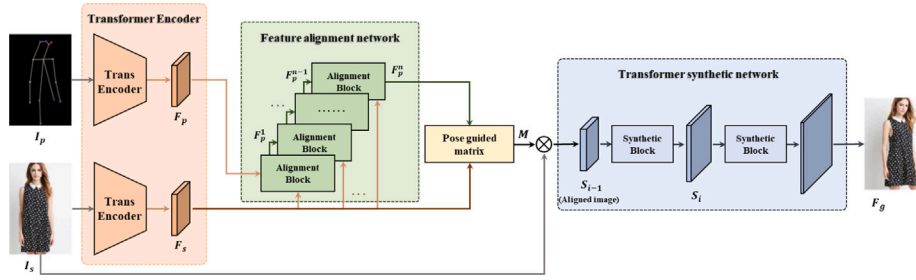 Transformer Encoder
Trans
Encoder
F_p
I_p
Trans
Encoder
F_s
I_s
Feature alignment network
F_p^{n-1}
Alignment
Block
F_p^n
...
......
F_p^1
Alignment
Block
Alignment
Block
...
Pose guided
matrix
M
Transformer synthetic network
S_{i-1}
(Aligned image)
Synthetic
Block
S_i
Synthetic
Block
F_g